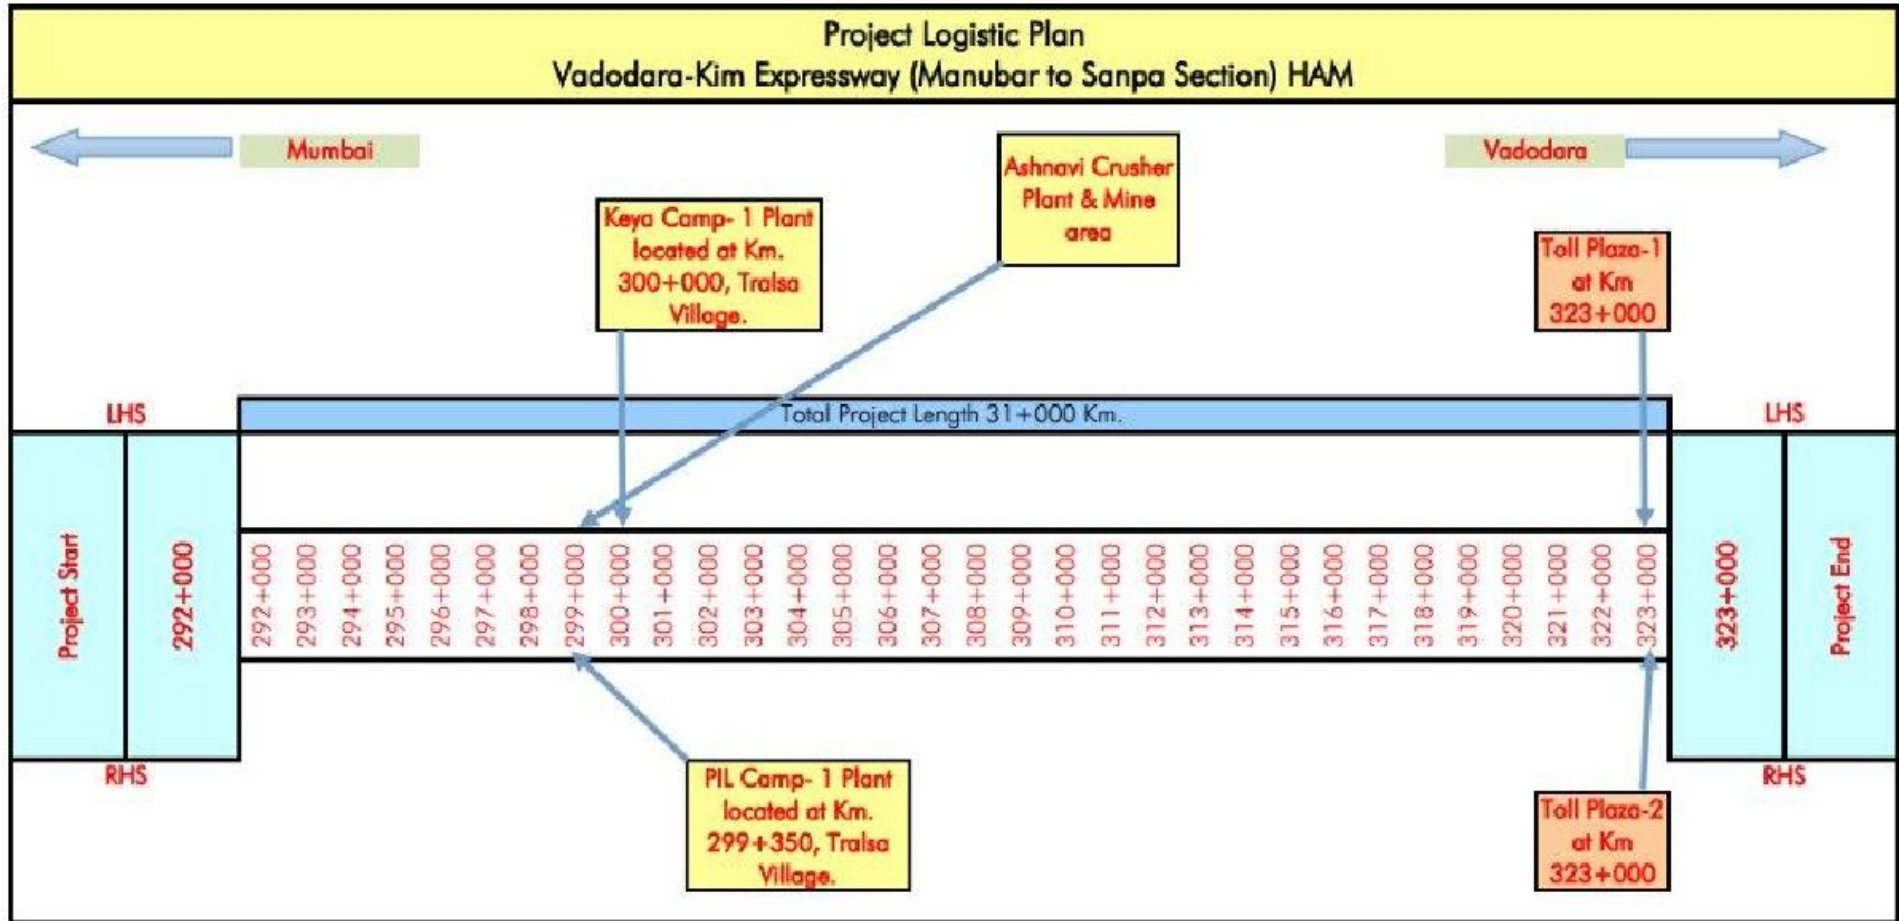 Project Logistic Plan
Vadodara-Kim Expressway (Manubar to Sanpa Section) HAM
Mumbai
Vadodara
Ashnavi Crusher
Plant & Mine
area
Keya Camp- 1 Plant
located at Km.
300+000, Tralsa
Village.
Toll Plaza-1
at Km
323+000
LHS
Total Project Length 31+000 Km.
LHS
Project Start
292+000
292+000
293+000
294+000
295+000
296+000
297+000
298+000
299+000
300+000
301+000
302+000
303+000
304+000
305+000
306+000
307+000
308+000
309+000
310+000
311+000
312+000
313+000
314+000
315+000
316+000
317+000
318+000
319+000
320+000
321+000
322+000
323+000
323+000
Project End
RHS
RHS
PIL Camp- 1 Plant
located at Km.
299+350, Tralsa
Village.
Toll Plaza-2
at Km
323+000